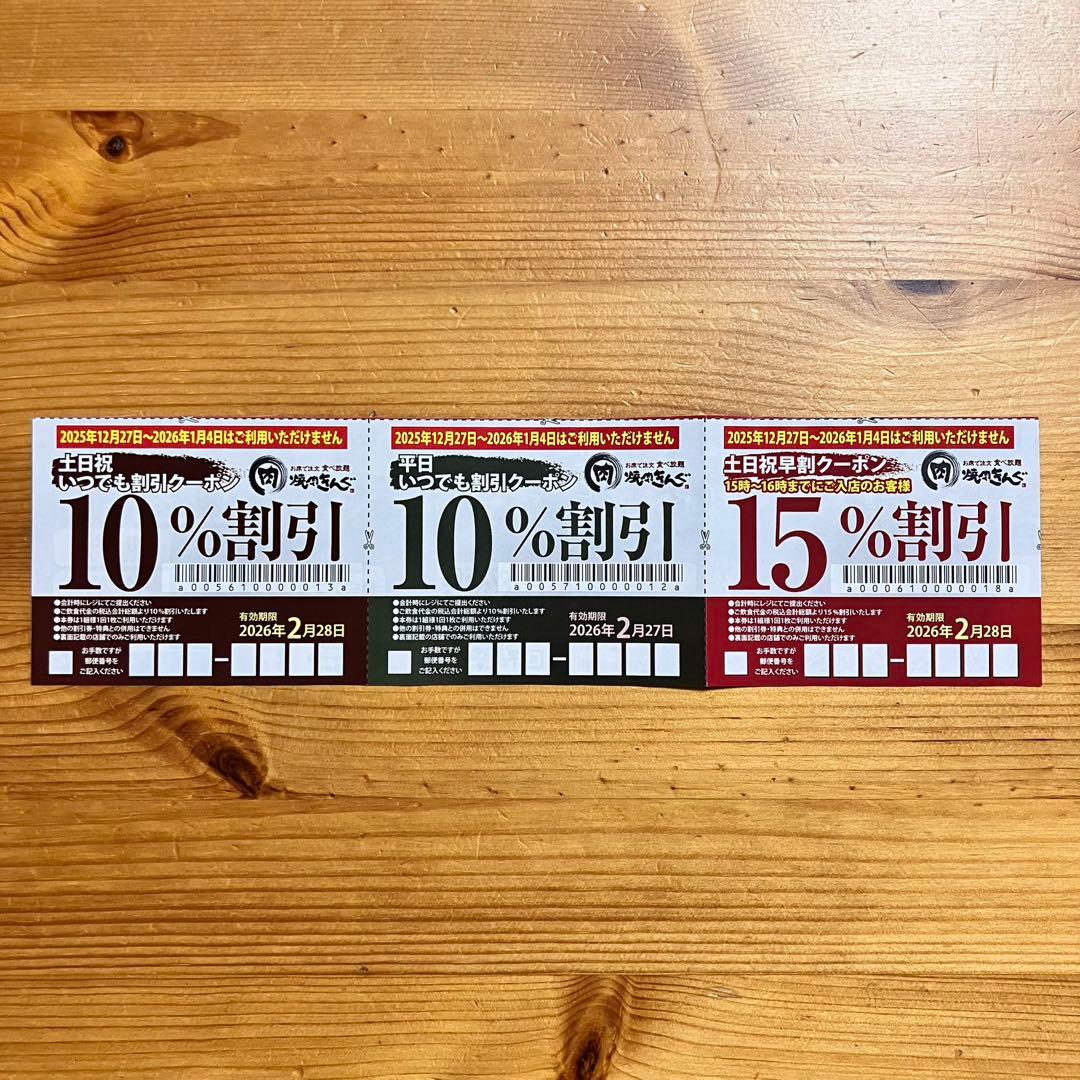 2025年12月27日～2026年1月4日はご利用いただけません
土日祝
いつでも割引クーポン
お席で注文 食べ放題
肉 焼肉きんぐ
10%割引
a0056100000013a
●会計時にレジにてご提出ください
●ご飲食代金の税込会計総額より10%割引いたします
●本券は1組様1回1枚ご利用いただけます
●他の割引券・特典との併用はできません
●裏面記載の店舗でのみご利用いただけます
有効期限
2026年2月28日
お手数ですが
郵便番号を
ご記入ください
2025年12月27日～2026年1月4日はご利用いただけません
平日
いつでも割引クーポン
お席で注文 食べ放題
肉 焼肉きんぐ
10%割引
a0057100000012a
●会計時にレジにてご提出ください
●ご飲食代金の税込会計総額より10%割引いたします
●本券は1組様1回1枚ご利用いただけます
●他の割引券・特典との併用はできません
●裏面記載の店舗でのみご利用いただけます
有効期限
2026年2月27日
お手数ですが
郵便番号を
ご記入ください
2025年12月27日～2026年1月4日はご利用いただけません
土日祝早割クーポン
15時～16時までにご入店のお客様
お席で注文 食べ放題
肉 焼肉きんぐ
15%割引
a0006100000018a
●会計時にレジにてご提出ください
●ご飲食代金の税込会計総額より15%割引いたします
●本券は1組様1回1枚ご利用いただけます
●他の割引券・特典との併用はできません
●裏面記載の店舗でのみご利用いただけます
有効期限
2026年2月28日
お手数ですが
郵便番号を
ご記入ください